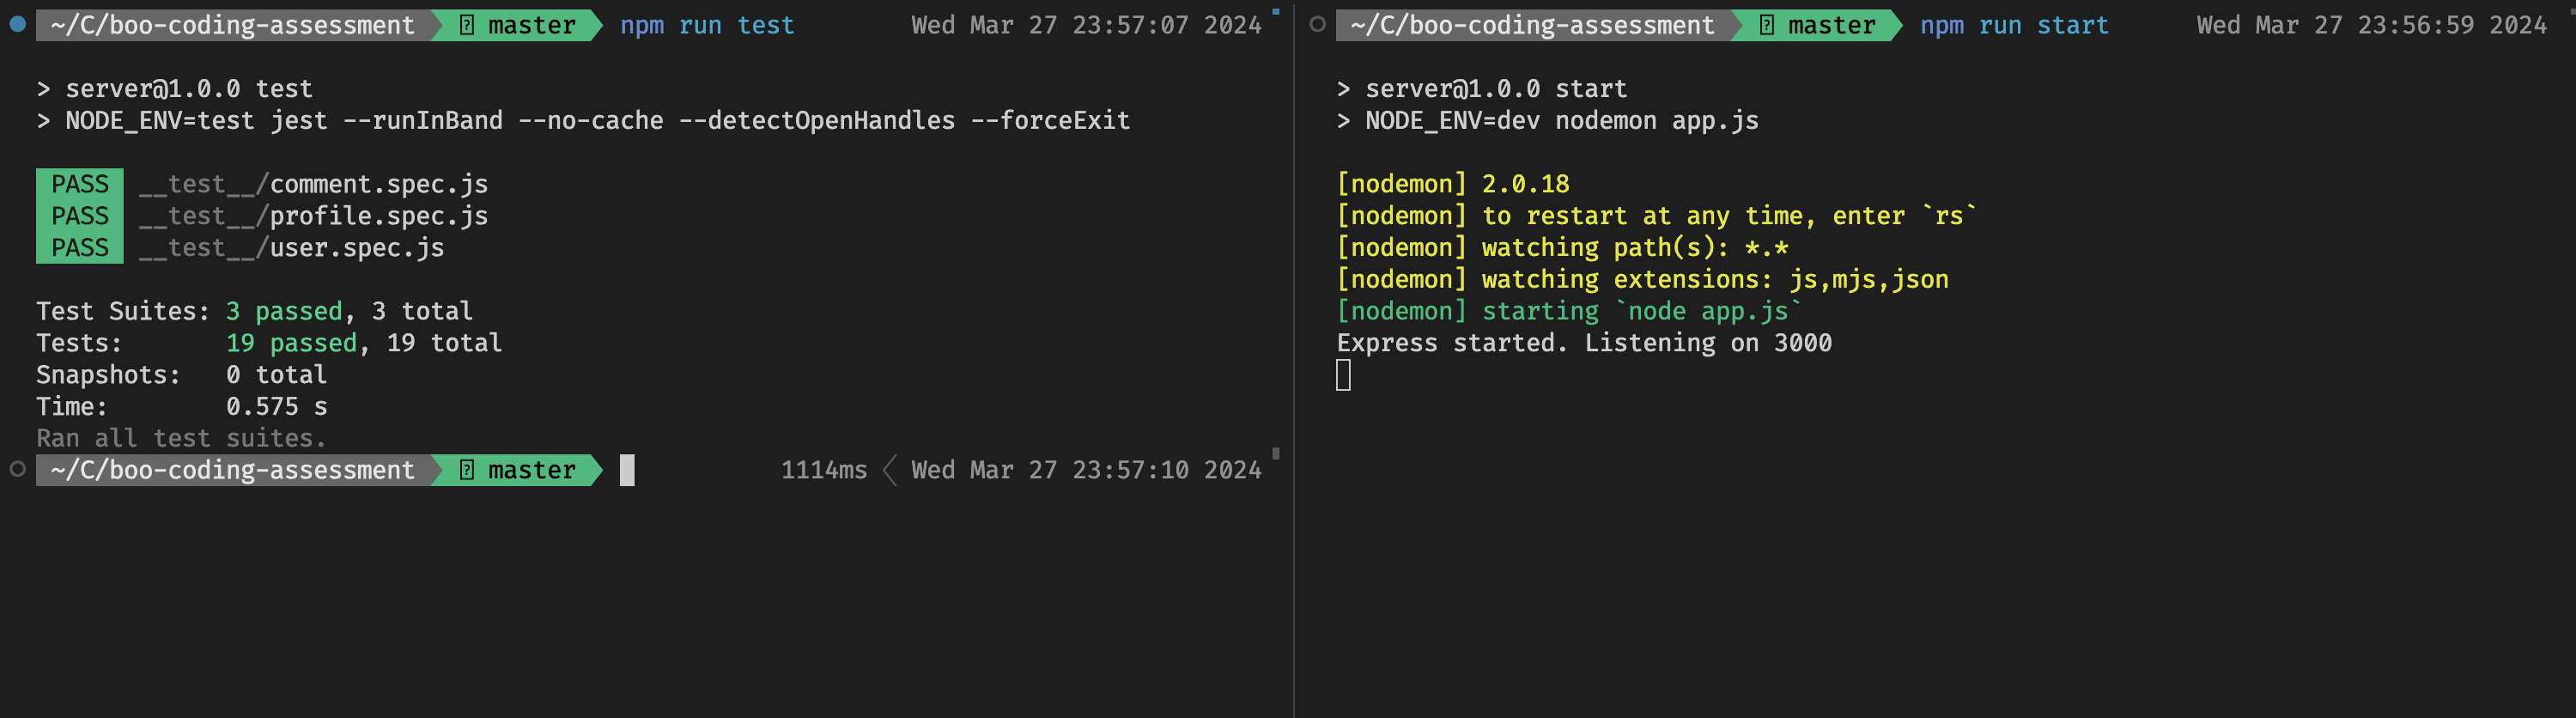 ~/C/boo-coding-assessment master npm run test Wed Mar 27 23:57:07 2024
> server@1.0.0 test
> NODE_ENV=test jest --runInBand --no-cache --detectOpenHandles --forceExit
PASS __test__/comment.spec.js
PASS __test__/profile.spec.js
PASS __test__/user.spec.js
Test Suites: 3 passed, 3 total
Tests: 19 passed, 19 total
Snapshots: 0 total
Time: 0.575 s
Ran all test suites.
~/C/boo-coding-assessment master 1114ms Wed Mar 27 23:57:10 2024
~/C/boo-coding-assessment master npm run start Wed Mar 27 23:56:59 2024
> server@1.0.0 start
> NODE_ENV=dev nodemon app.js
[nodemon] 2.0.18
[nodemon] to restart at any time, enter `rs`
[nodemon] watching path(s): *.*
[nodemon] watching extensions: js,mjs,json
[nodemon] starting `node app.js`
Express started. Listening on 3000